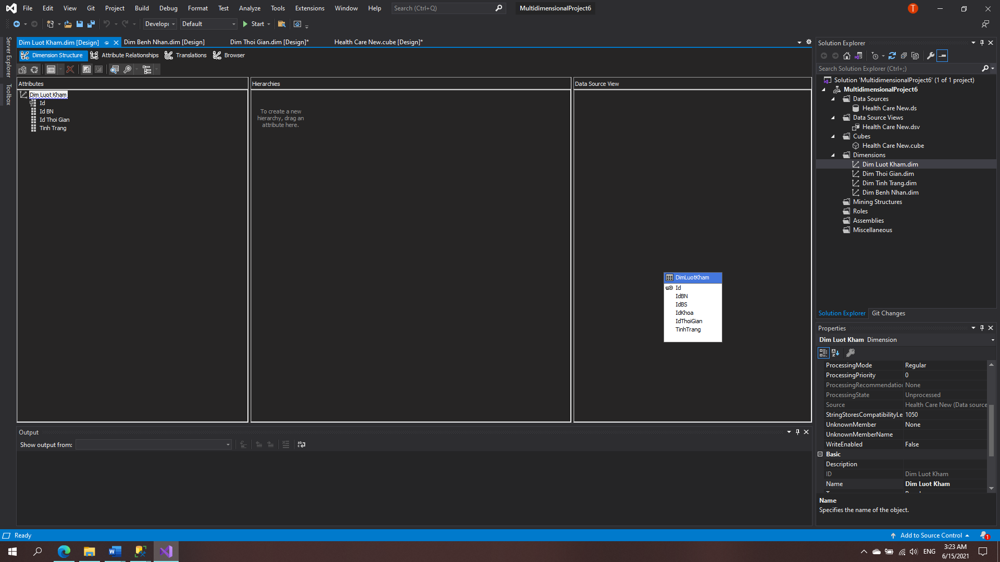 File Edit View Git Project Build Debug Format Test Analyze Tools Extensions Window Help Search (Ctrl+Q) MultidimensionalProject6 T
Developi Default Start
Dim Luot Kham.dim [Design] Dim Benh Nhan.dim [Design] Dim Thoi Gian.dim [Design]* Health Care New.cube [Design]*
Dimension Structure Attribute Relationships Translations Browser
Server Explorer
Toolbox
Attributes
Dim Luot Kham
Id
Id BN
Id Thoi Gian
Tinh Trang
Hierarchies
To create a new
hierarchy, drag an
attribute here.
Data Source View
DimLuotKham
Id
IdBN
IdBS
IdKhoa
IdThoiGian
TinhTrang
Output
Show output from:
Solution Explorer
Search Solution Explorer (Ctrl+;)
Solution 'MultidimensionalProject6' (1 of 1 project)
MultidimensionalProject6
Data Sources
Health Care New.ds
Data Source Views
Health Care New.dsv
Cubes
Health Care New.cube
Dimensions
Dim Luot Kham.dim
Dim Thoi Gian.dim
Dim Tinh Trang.dim
Dim Benh Nhan.dim
Mining Structures
Roles
Assemblies
Miscellaneous
Solution Explorer Git Changes
Properties
Dim Luot Kham Dimension
ProcessingMode Regular
ProcessingPriority 0
ProcessingRecommendation None
ProcessingState Unprocessed
Source Health Care New (Data source
StringStoresCompatibilityLe 1050
UnknownMember None
UnknownMemberName
WriteEnabled False
Basic
Description
ID Dim Luot Kham
Name Dim Luot Kham
Name
Specifies the name of the object.
Ready Add to Source Control 1
ENG 3:23 AM
6/15/2021